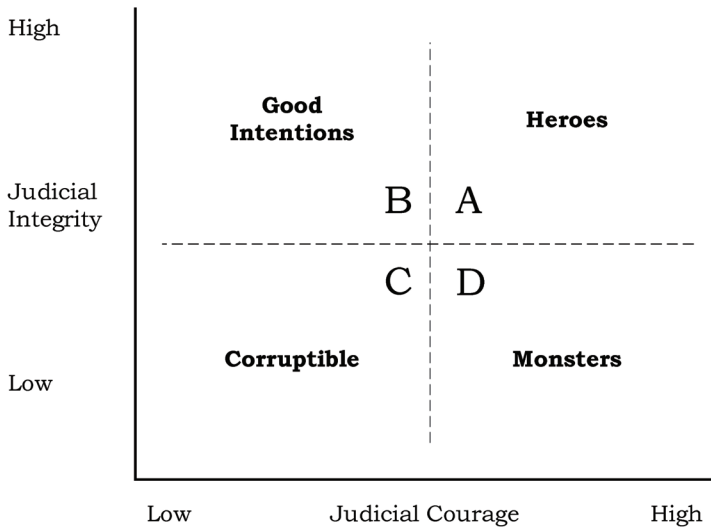 High
Good
Intentions
Heroes
Judicial
Integrity
B A
C D
Corruptible
Monsters
Low
Low
Judicial Courage
High